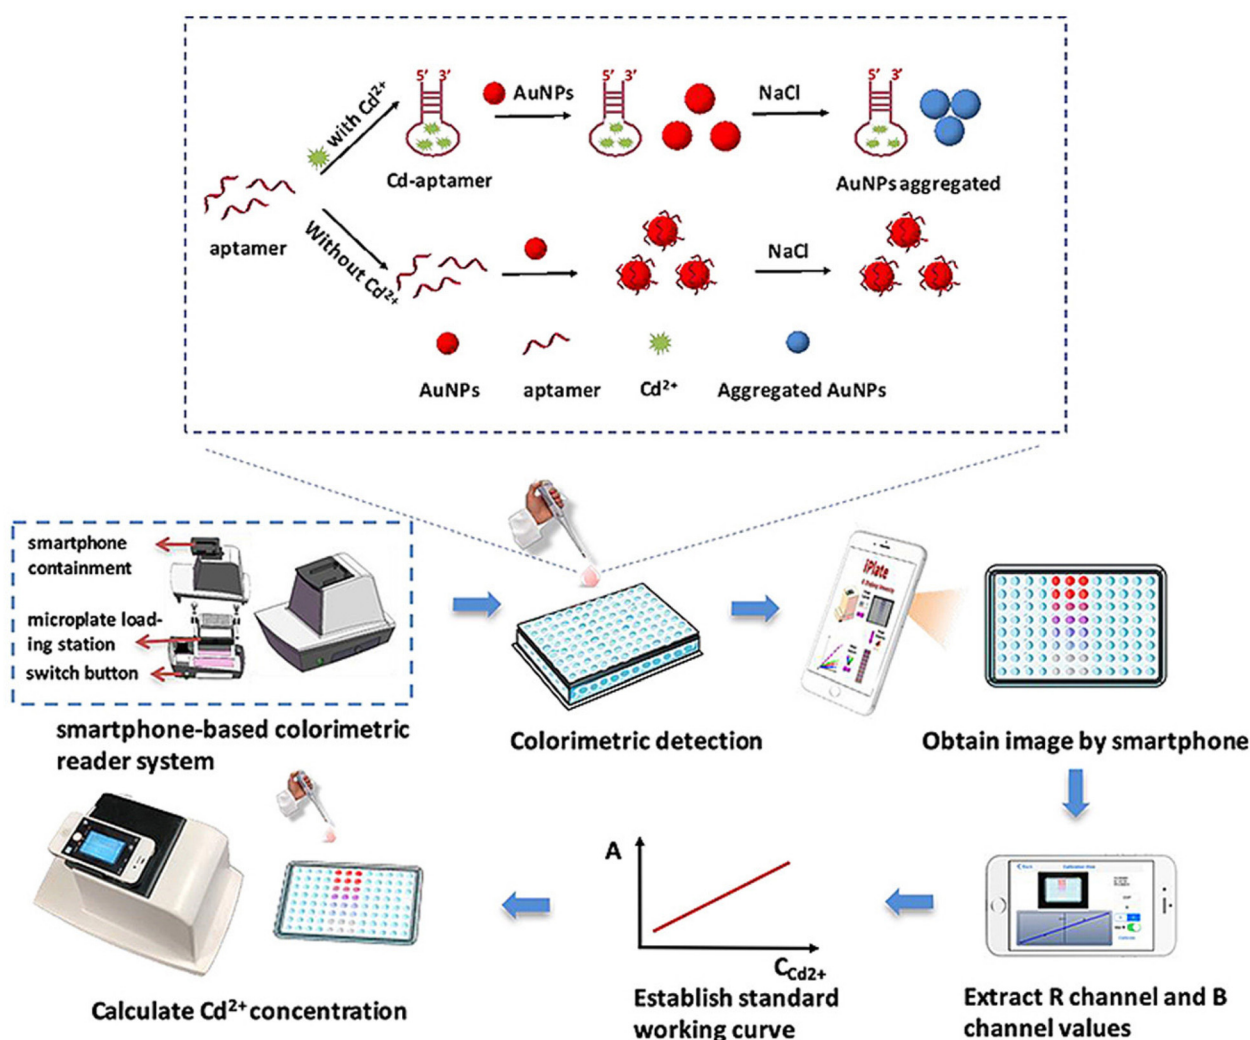 5' 3'
with Cd²⁺
AuNPs
5' 3'
NaCl
5' 3'
Cd-aptamer
AuNPs aggregated
aptamer
Without Cd²⁺
NaCl
AuNPs
aptamer
Cd²⁺
Aggregated AuNPs
smartphone
containment
microplate load-
ing station
switch button
smartphone-based colorimetric
reader system
Colorimetric detection
iPlate
Obtain image by smartphone
A
C_Cd2+
Calculate Cd²⁺ concentration
Establish standard
working curve
Extract R channel and B
channel values